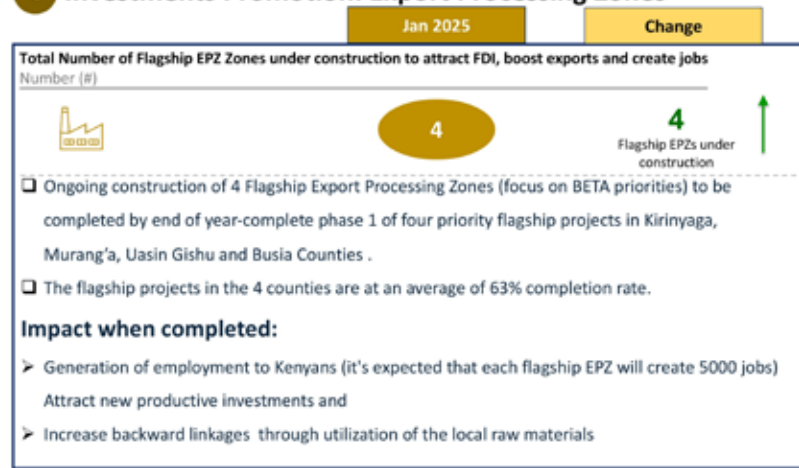 Investments Promotion: Export Processing Zones
Jan 2025
Change
Total Number of Flagship EPZ Zones under construction to attract FDI, boost exports and create jobs
Number (#)
4
4
Flagship EPZs under
construction
Ongoing construction of 4 Flagship Export Processing Zones (focus on BETA priorities) to be
completed by end of year-complete phase 1 of four priority flagship projects in Kirinyaga,
Murang'a, Uasin Gishu and Busia Counties .
The flagship projects in the 4 counties are at an average of 63% completion rate.
Impact when completed:
Generation of employment to Kenyans (it's expected that each flagship EPZ will create 5000 jobs)
Attract new productive investments and
Increase backward linkages through utilization of the local raw materials